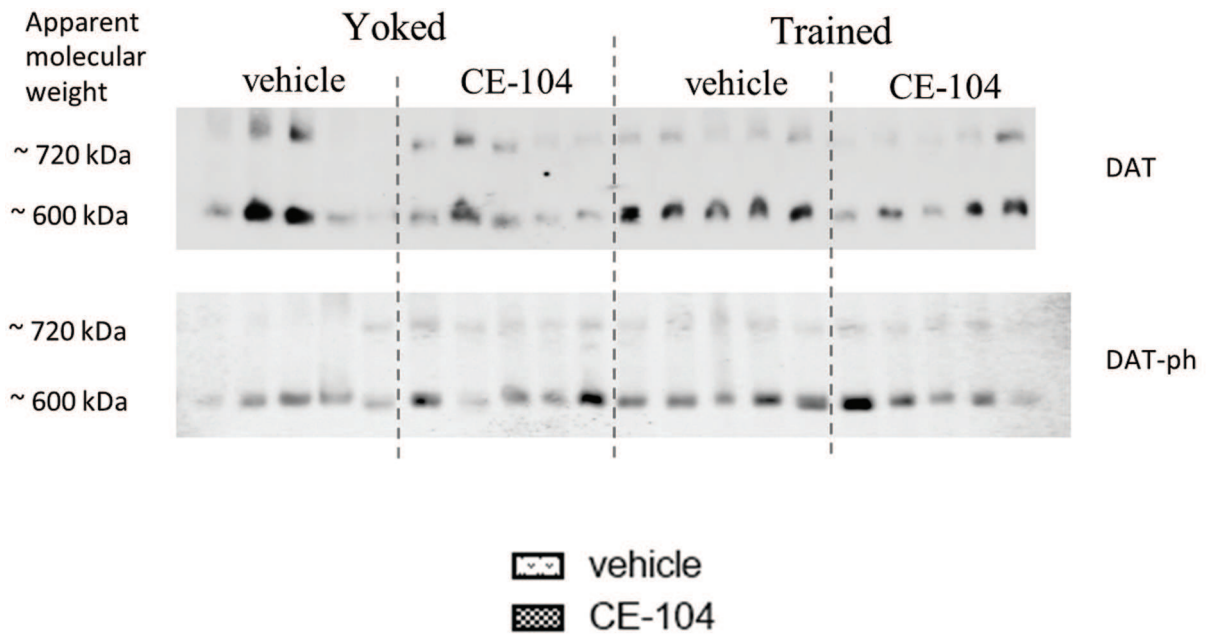 Apparent
molecular
weight
Yoked
Trained
vehicle
CE-104
vehicle
CE-104
~ 720 kDa
DAT
~ 600 kDa
~ 720 kDa
DAT-ph
~ 600 kDa
vehicle
CE-104